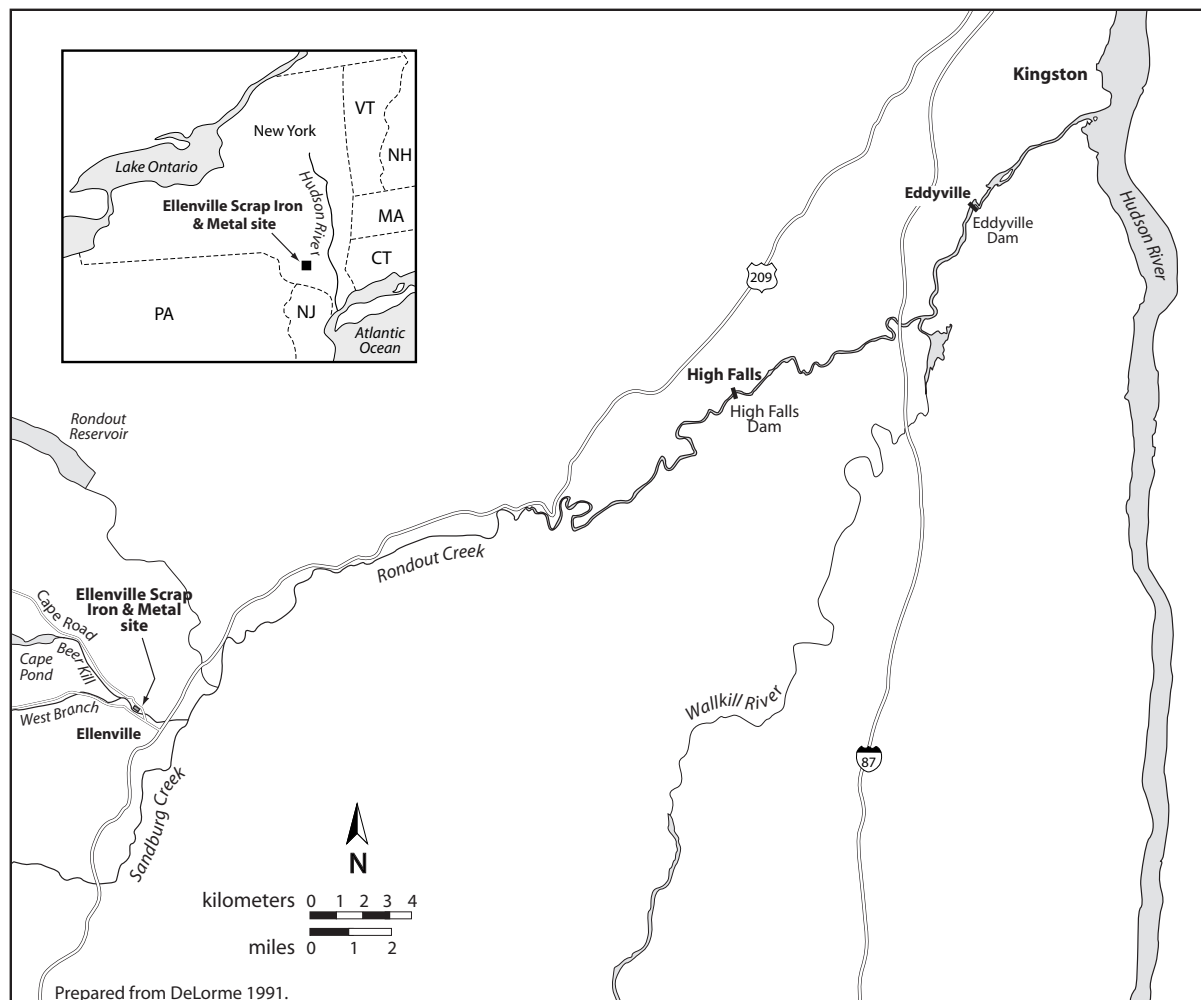 Kingston
VT
New York
NH
Lake Ontario
Hudson River
Ellenville Scrap Iron
& Metal site
MA
CT
PA
NJ
Atlantic
Ocean
Eddyville
Eddyville
Dam
Hudson River
209
High Falls
High Falls
Dam
Rondout
Reservoir
Rondout Creek
Ellenville Scrap
Iron & Metal
site
Cape Road
Beer Kill
Cape
Pond
West Branch
Ellenville
Wallkill River
87
Sandburg Creek
N
kilometers 0 1 2 3 4
miles 0 1 2
Prepared from DeLorme 1991.